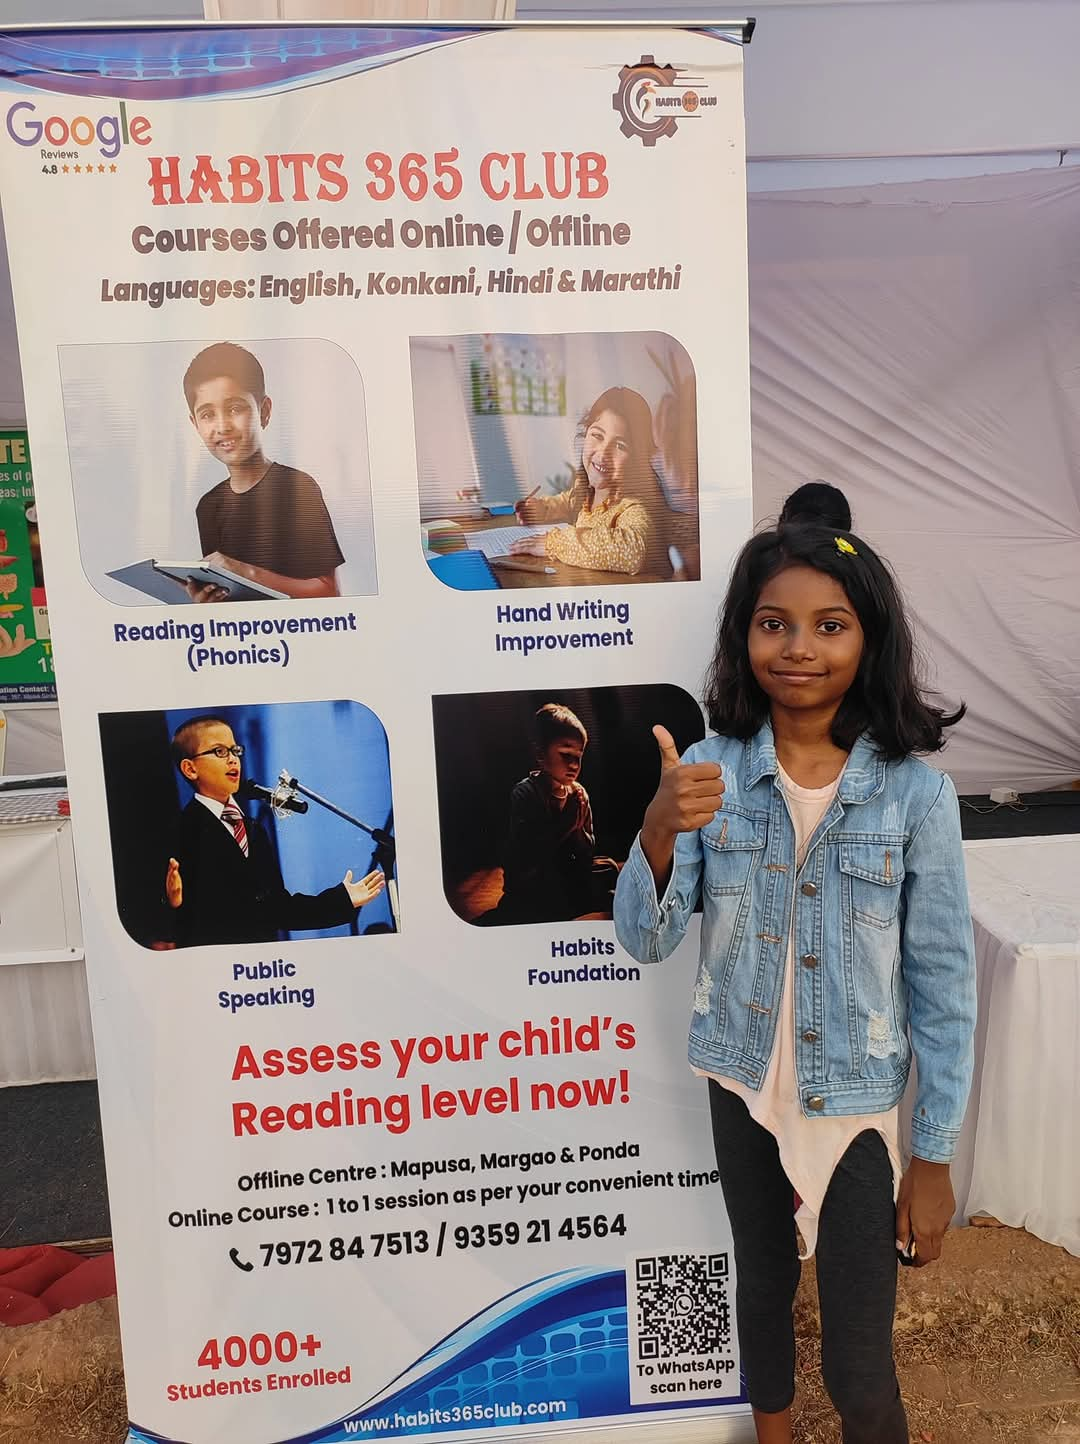 Google
Reviews
4.8
HABITS 365 CLUB
HABITS 365 CLUB
Courses Offered Online / Offline
Languages: English, Konkani, Hindi & Marathi
Reading Improvement
(Phonics)
Hand Writing
Improvement
Public
Speaking
Habits
Foundation
Assess your child's
Reading level now!
Offline Centre : Mapusa, Margao & Ponda
Online Course : 1 to 1 session as per your convenient time
7972 84 7513 / 9359 21 4564
4000+
Students Enrolled
To WhatsApp
scan here
www.habits365club.com